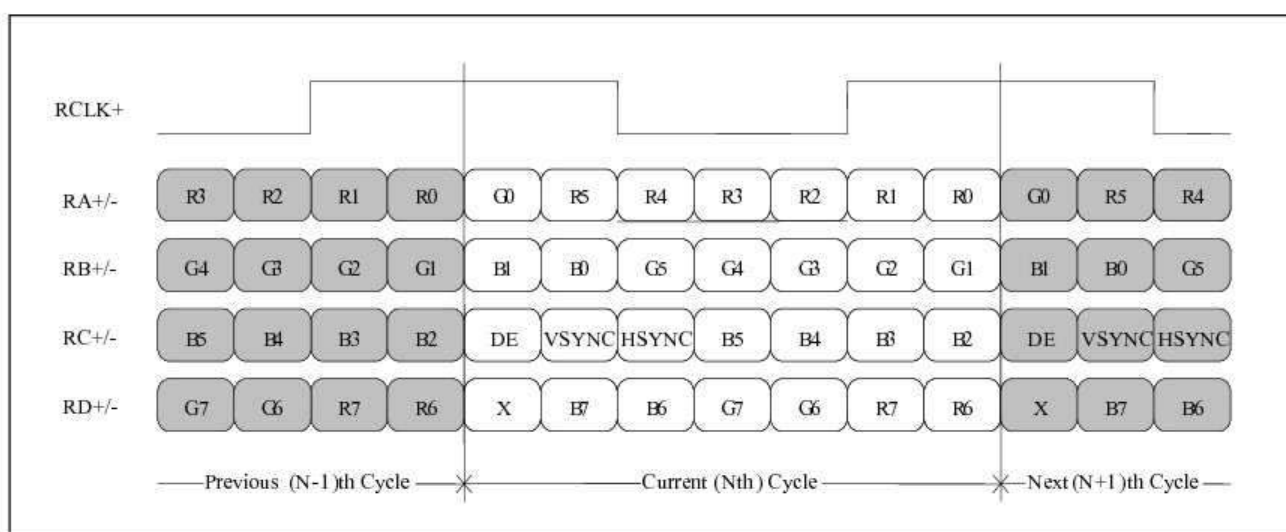 RCLK+
RA+/- R3 R2 R1 R0 G0 R5 R4 R3 R2 R1 R0 G0 R5 R4
RB+/- G4 G3 G2 G1 B1 B0 G5 G4 G3 G2 G1 B1 B0 G5
RC+/- B5 B4 B3 B2 DE VSYNC HSYNC B5 B4 B3 B2 DE VSYNC HSYNC
RD+/- G7 G6 R7 R6 X B7 B6 G7 G6 R7 R6 X B7 B6
Previous (N-1)th Cycle Current (Nth) Cycle Next (N+1)th Cycle